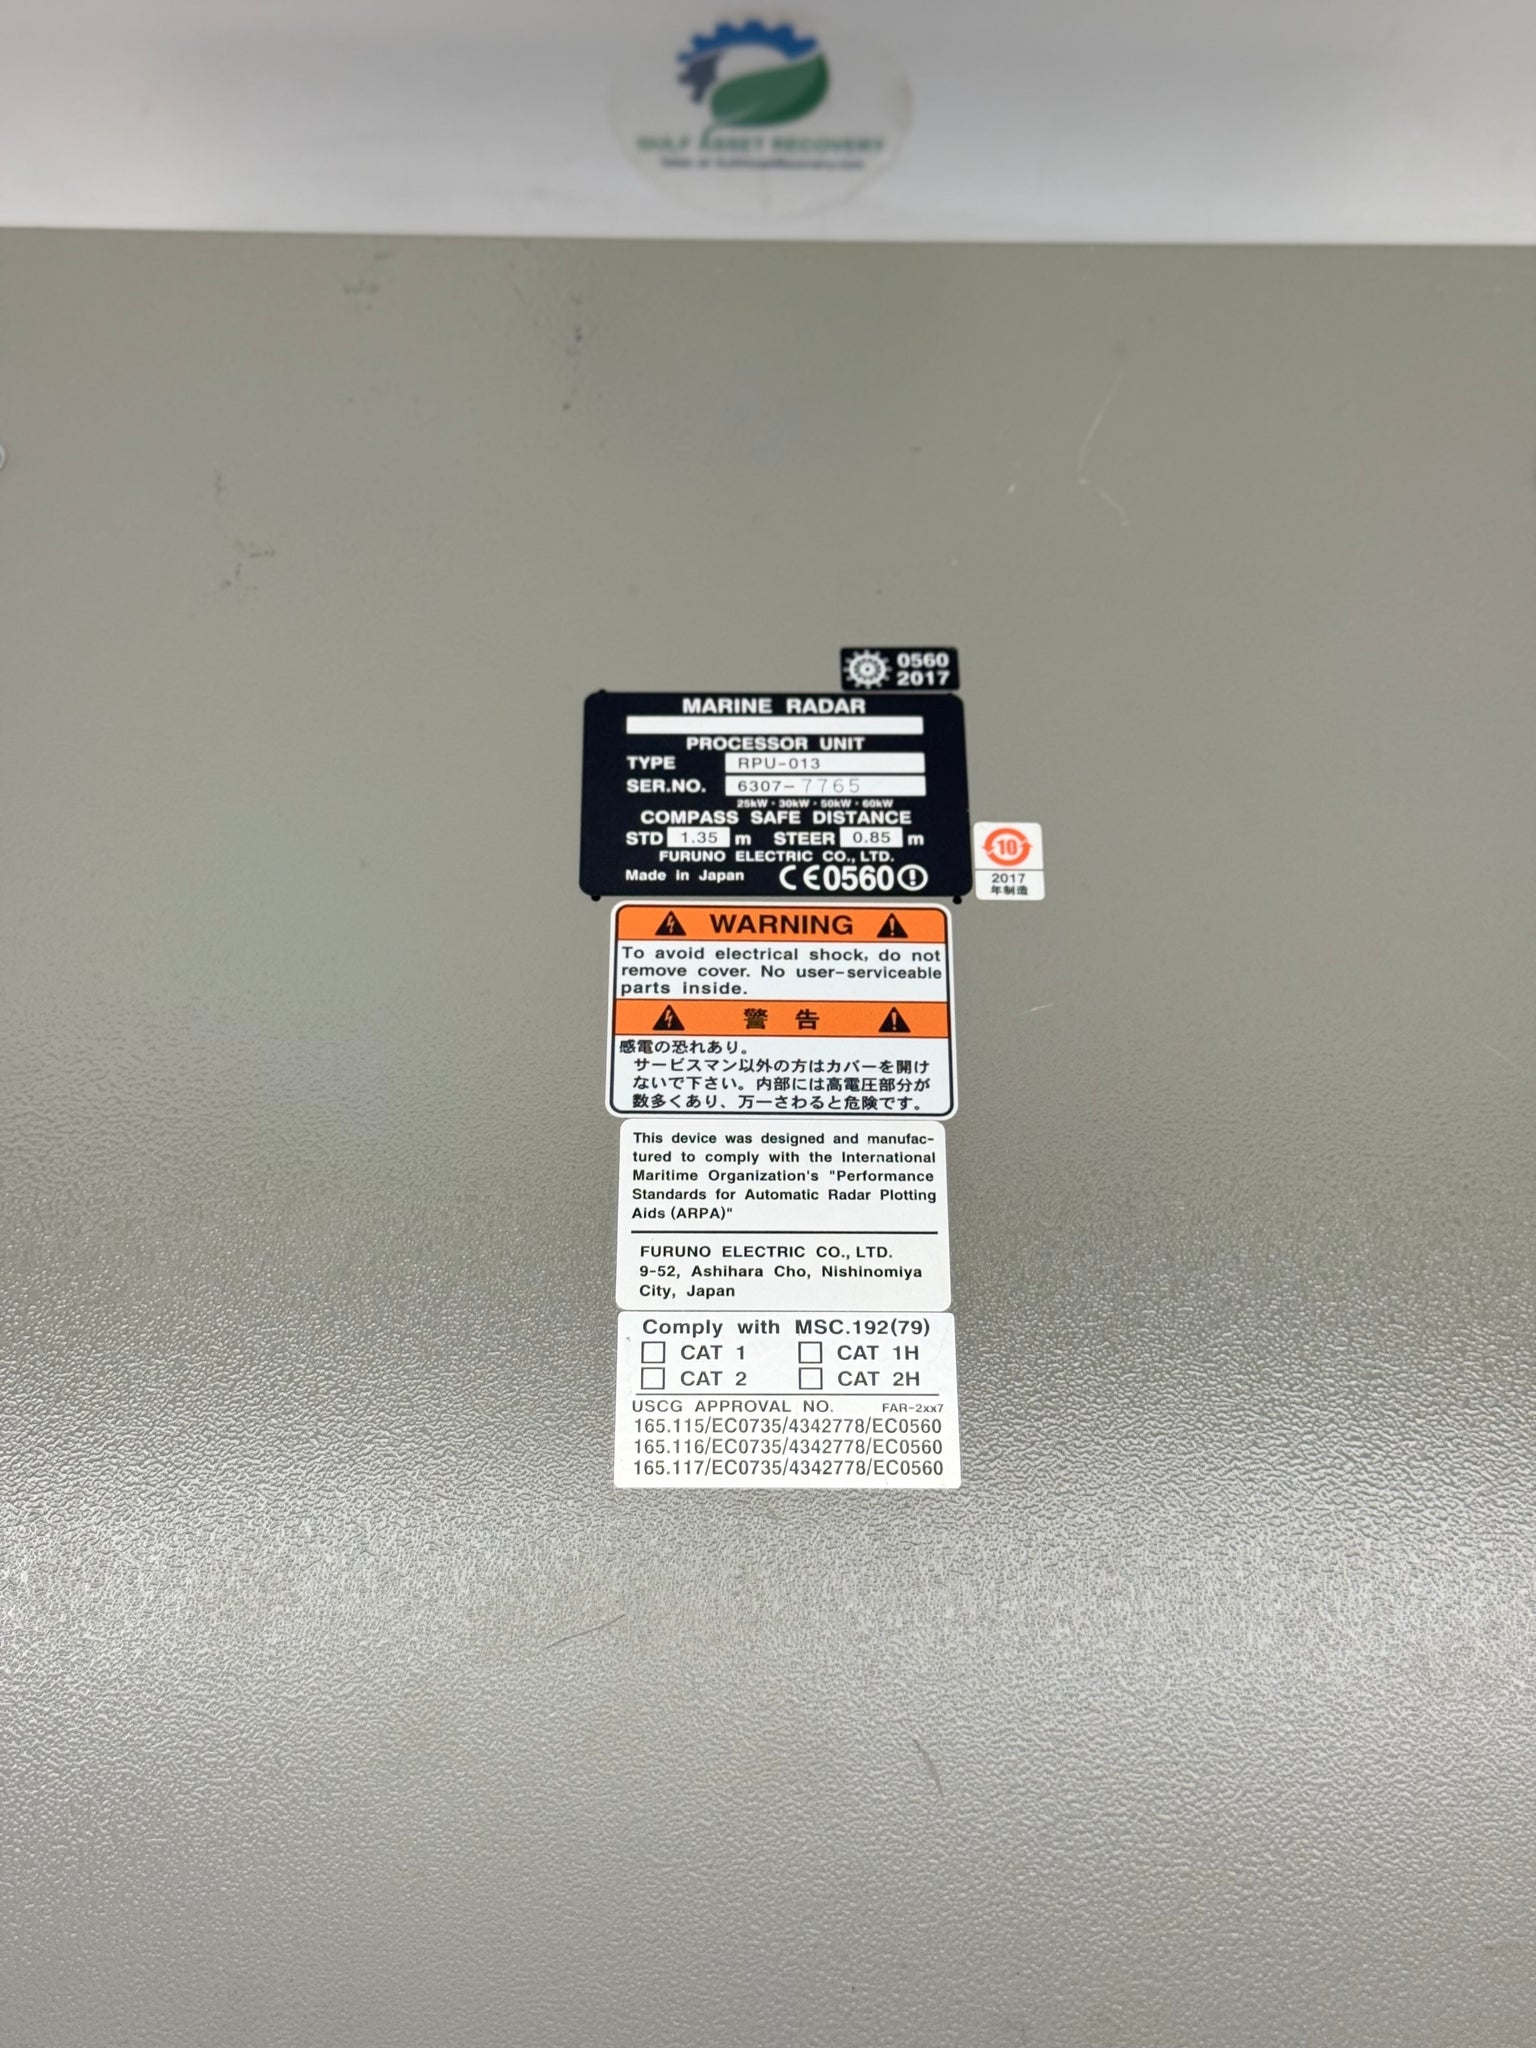 GULF ASSET RECOVERY
0560
2017
MARINE RADAR
PROCESSOR UNIT
TYPE RPU-013
SER.NO. 6307-7765
25kW・30kW・50kW・60kW
COMPASS SAFE DISTANCE
STD 1.35 m STEER 0.85 m
FURUNO ELECTRIC CO., LTD.
Made in Japan CE0560
10
2017
年制造
WARNING
To avoid electrical shock, do not
remove cover. No user-serviceable
parts inside.
警告
感電の恐れあり。
サービスマン以外の方はカバーを開け
ないで下さい。内部には高電圧部分が
数多くあり、万一さわると危険です。
This device was designed and manufac-
tured to comply with the International
Maritime Organization's "Performance
Standards for Automatic Radar Plotting
Aids (ARPA)"
FURUNO ELECTRIC CO., LTD.
9-52, Ashihara Cho, Nishinomiya
City, Japan
Comply with MSC.192(79)
CAT 1 CAT 1H
CAT 2 CAT 2H
USCG APPROVAL NO. FAR-2xx7
165.115/EC0735/4342778/EC0560
165.116/EC0735/4342778/EC0560
165.117/EC0735/4342778/EC0560